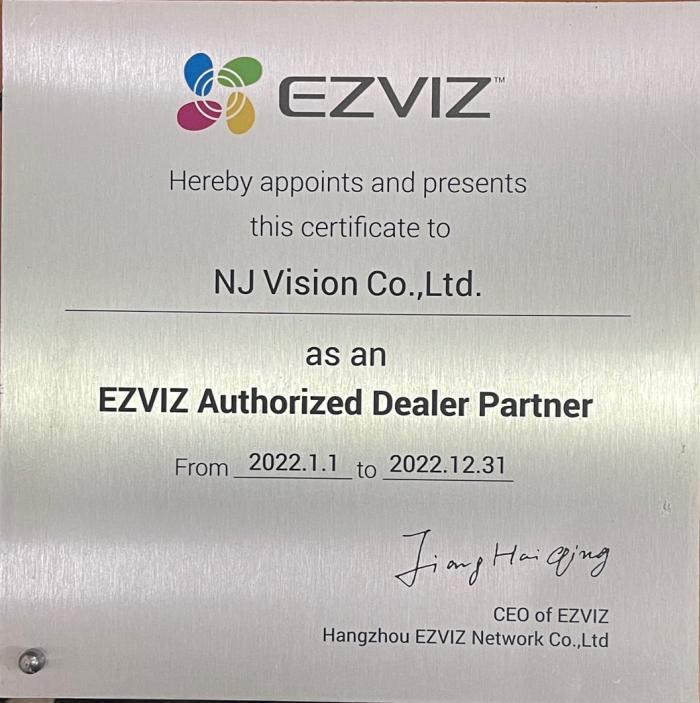 EZVIZ™
Hereby appoints and presents
this certificate to
NJ Vision Co.,Ltd.
as an
EZVIZ Authorized Dealer Partner
From 2022.1.1 to 2022.12.31
Jiang Hai Qing
CEO of EZVIZ
Hangzhou EZVIZ Network Co.,Ltd